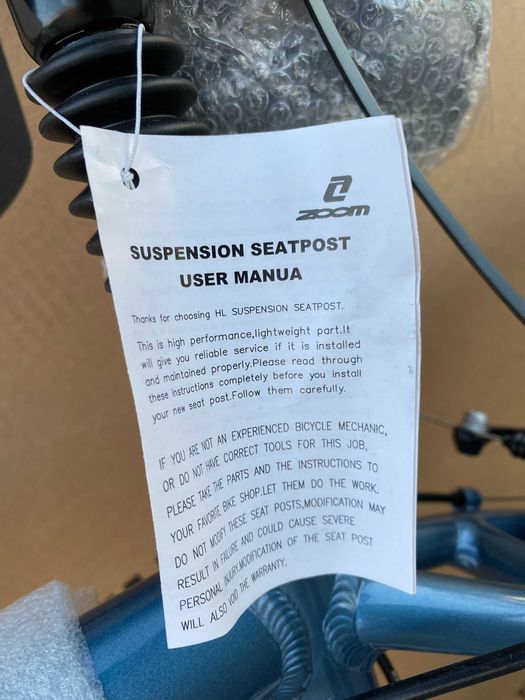 ZOOM
SUSPENSION SEATPOST
USER MANUA
Thanks for choosing HL SUSPENSION SEATPOST.
This is high performance,lightweight part.It
will give you reliable service if it is installed
and maintained properly.Please read through
these instructions completely before you install
your new seat post.Follow them carefully.
IF YOU ARE NOT AN EXPERIENCED BICYCLE MECHANIC,
OR DO NOT HAVE CORRECT TOOLS FOR THIS JOB,
PLEASE TAKE THE PARTS AND THE INSTRUCTIONS TO
YOUR FAVORITE BIKE SHOP.LET THEM DO THE WORK.
DO NOT MODIFY THESE SEAT POSTS,MODIFICATION MAY
RESULT IN FAILURE AND COULD CAUSE SEVERE
PERSONAL INJURY.MODIFICATION OF THE SEAT POST
WILL ALSO VOID THE WARRANTY.